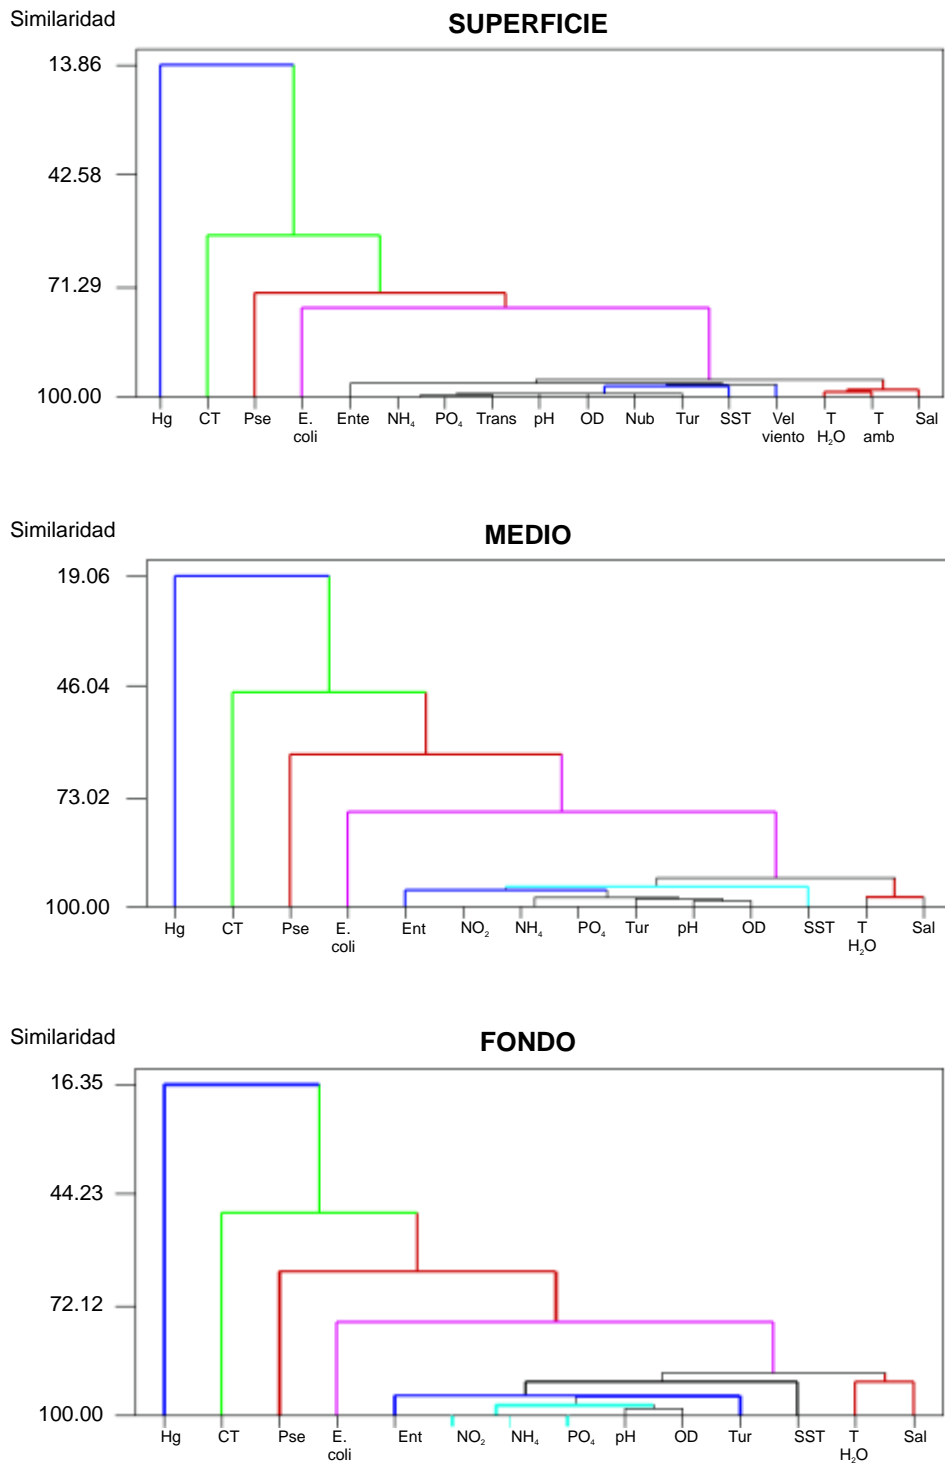 Similaridad
SUPERFICIE
13.86
42.58
71.29
100.00
Hg CT Pse E. coli Ente NH₄ PO₄ Trans pH OD Nub Tur SST Vel viento T H₂O T amb Sal
Similaridad
MEDIO
19.06
46.04
73.02
100.00
Hg CT Pse E. coli Ent NO₂ NH₄ PO₄ Tur pH OD SST T H₂O Sal
Similaridad
FONDO
16.35
44.23
72.12
100.00
Hg CT Pse E. coli Ent NO₂ NH₄ PO₄ pH OD Tur SST T H₂O Sal